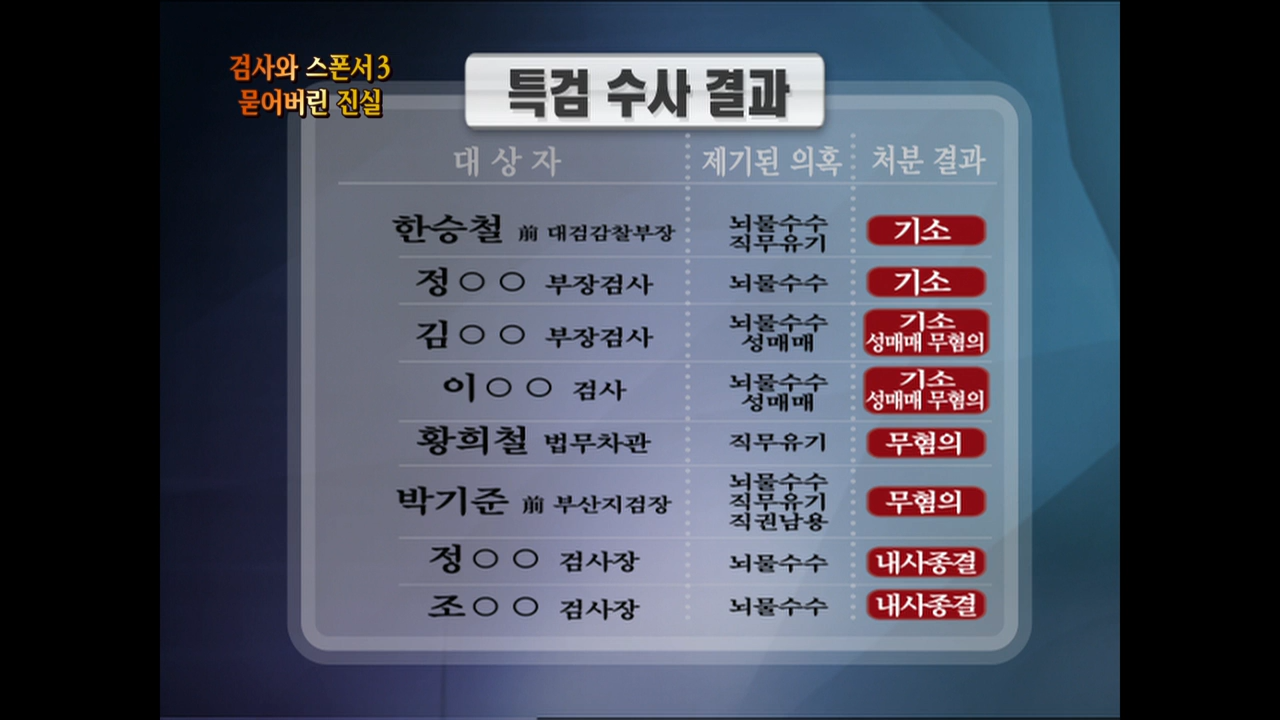 검사와 스폰서3
묻어버린 진실
특검 수사 결과
대상자 제기된 의혹 처분 결과
한승철 前 대검감찰부장 뇌물수수 직무유기 기소
정○○ 부장검사 뇌물수수 기소
김○○ 부장검사 뇌물수수 성매매 기소 성매매 무혐의
이○○ 검사 뇌물수수 성매매 기소 성매매 무혐의
황희철 법무차관 직무유기 무혐의
박기준 前 부산지검장 뇌물수수 직무유기 직권남용 무혐의
정○○ 검사장 뇌물수수 내사종결
조○○ 검사장 뇌물수수 내사종결